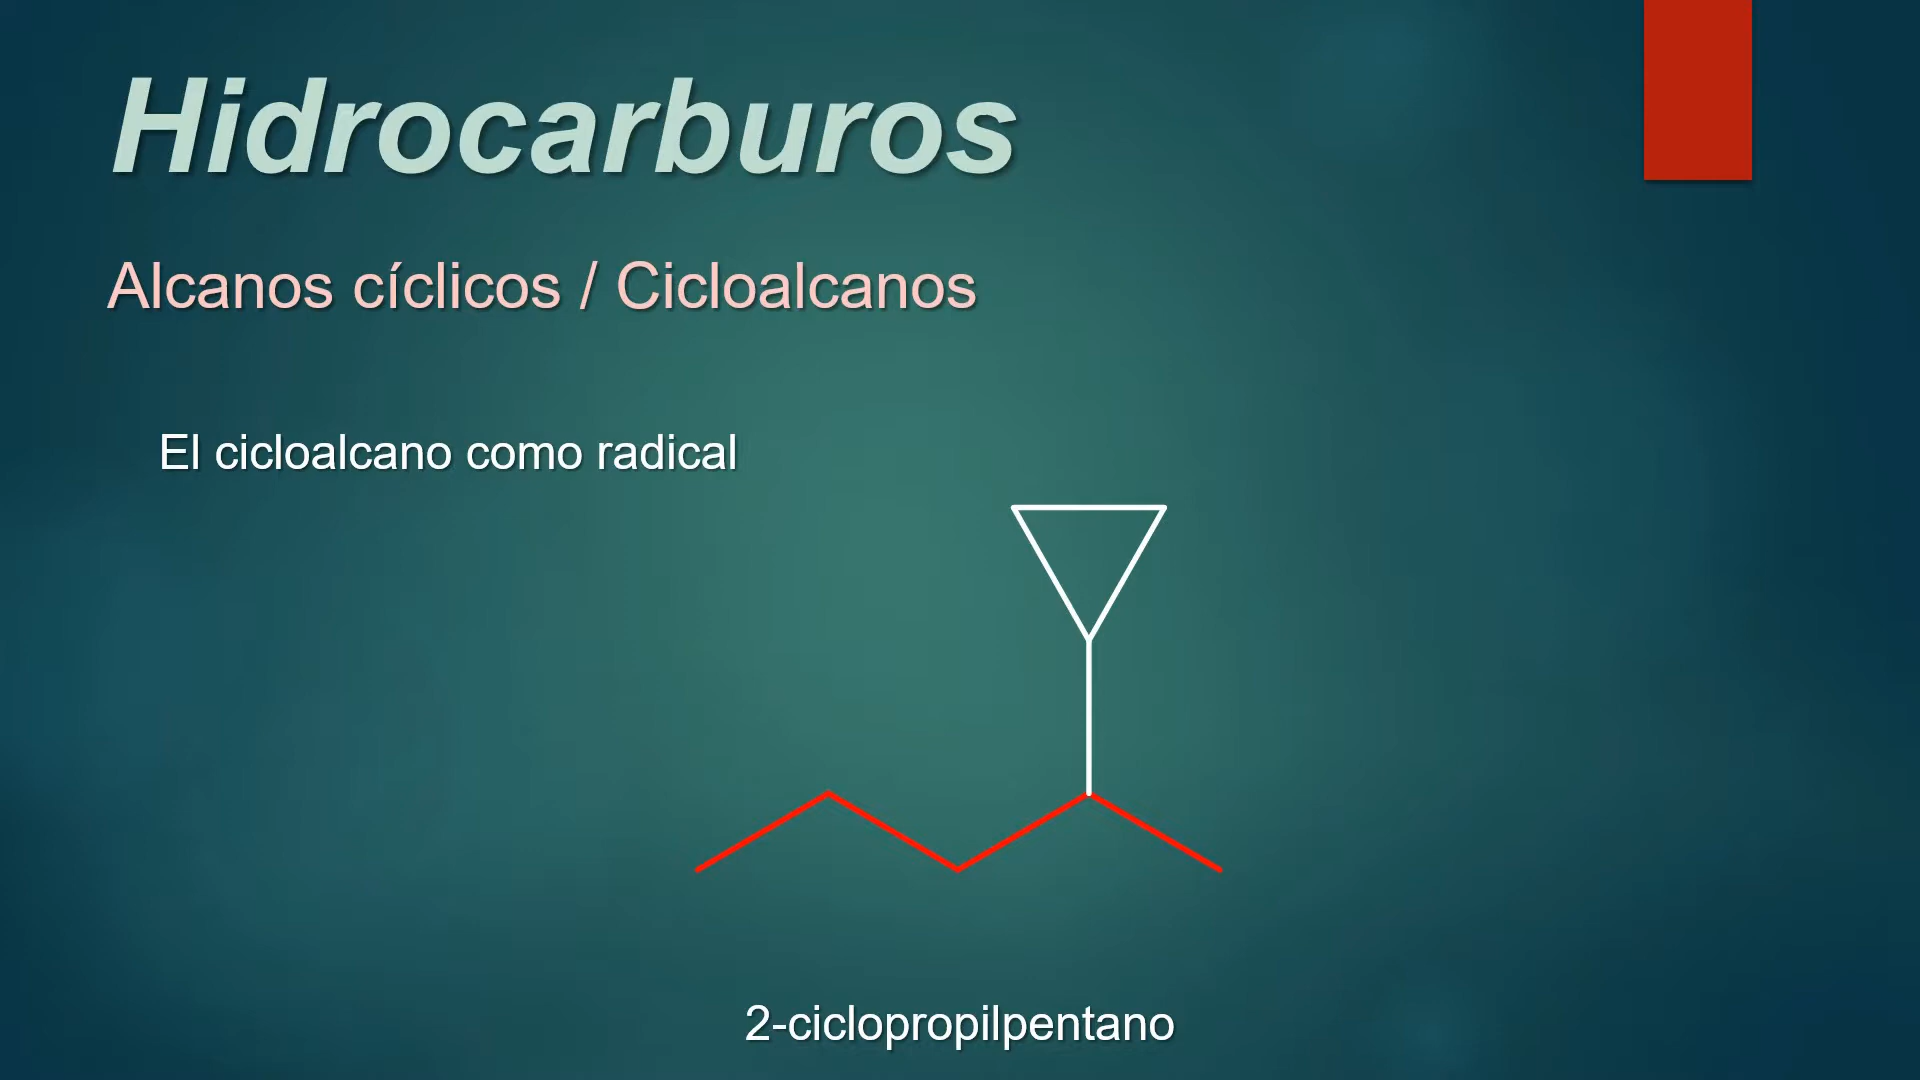 Hidrocarburos
Alcanos cíclicos / Cicloalcanos
El cicloalcano como radical
2-ciclopropilpentano